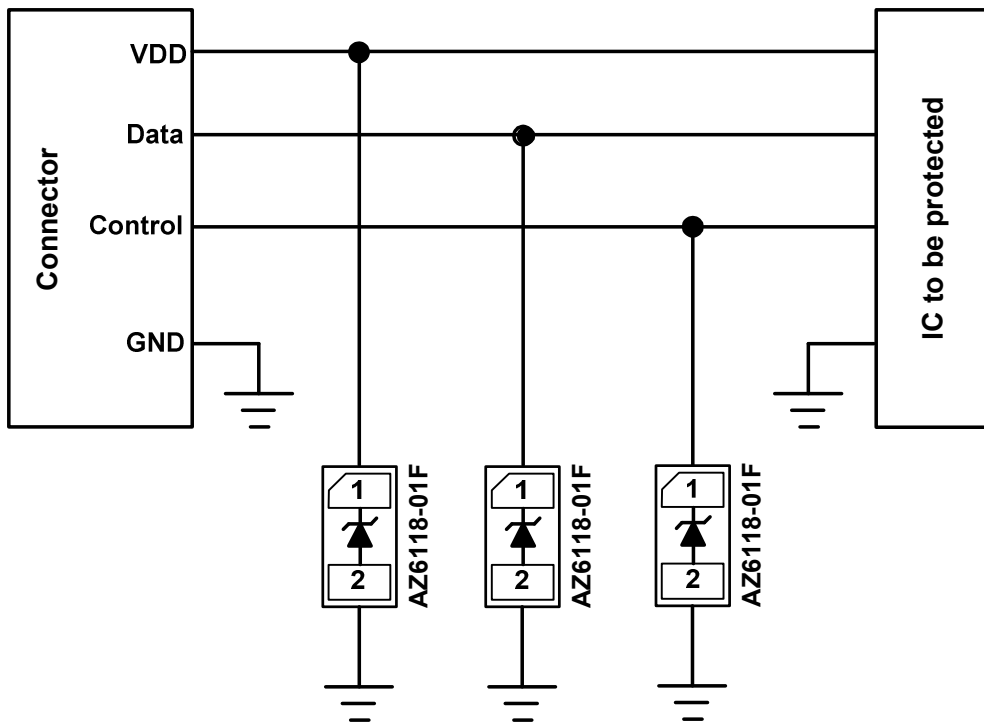 VDD
Data
Control
GND
Connector
IC to be protected
1
2
AZ6118-01F
1
2
AZ6118-01F
1
2
AZ6118-01F